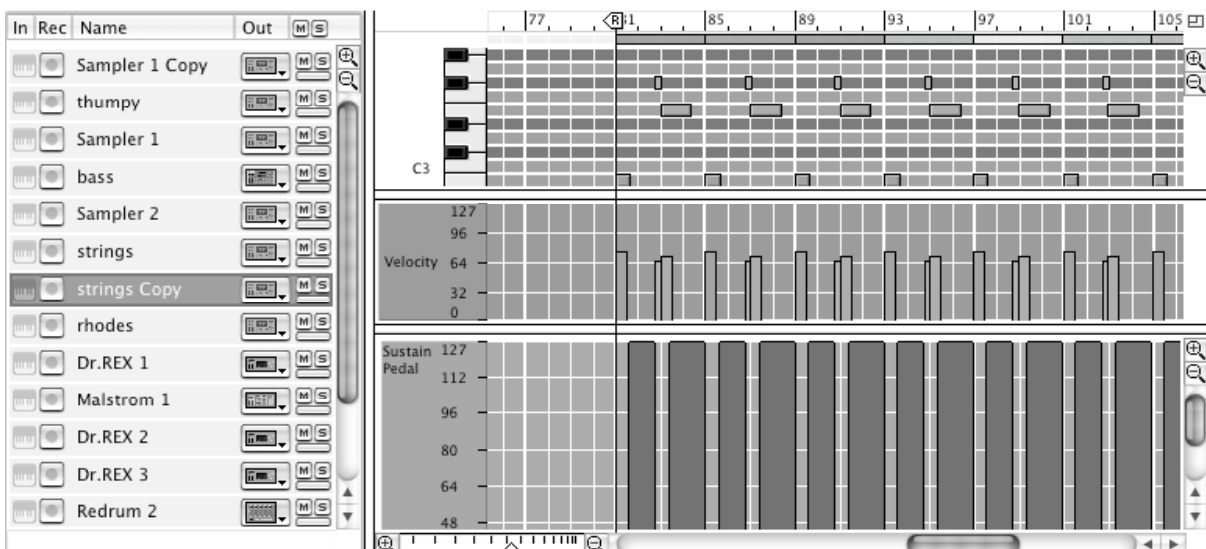 In Rec Name Out M S
Sampler 1 Copy M S
thumpy M S
Sampler 1 M S
bass M S
Sampler 2 M S
strings M S
strings Copy M S
rhodes M S
Dr.REX 1 M S
Malstrom 1 M S
Dr.REX 2 M S
Dr.REX 3 M S
Redrum 2 M S
77 R 81 85 89 93 97 101 105
C3
127
96
Velocity 64
32
0
Sustain Pedal 127
112
96
80
64
48